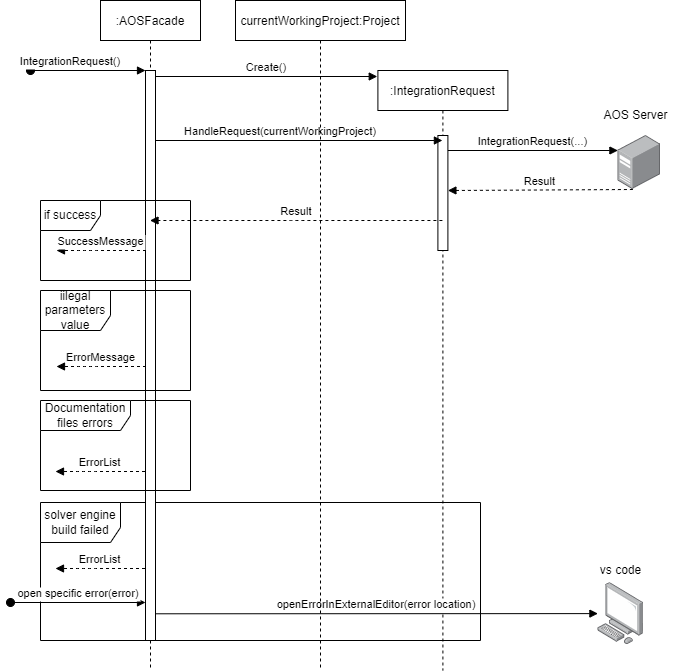 :AOSFacade
currentWorkingProject:Project
IntegrationRequest()
Create()
:IntegrationRequest
AOS Server
HandleRequest(currentWorkingProject)
IntegrationRequest(...)
Result
Result
if success
SuccessMessage
iilegal
parameters
value
ErrorMessage
Documentation
files errors
ErrorList
solver engine
build failed
ErrorList
vs code
open specific error(error)
openErrorInExternalEditor(error location)